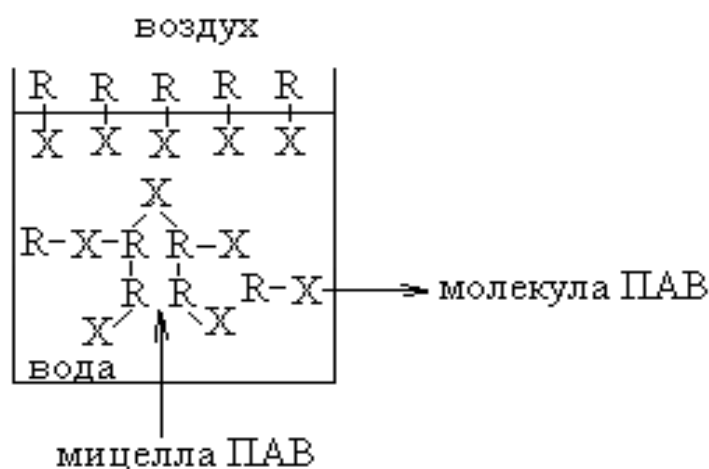 воздух
R R R R R
X X X X X
X
R-X-R R-X
R R R-X молекула ПАВ
X X
вода
мицелла ПАВ